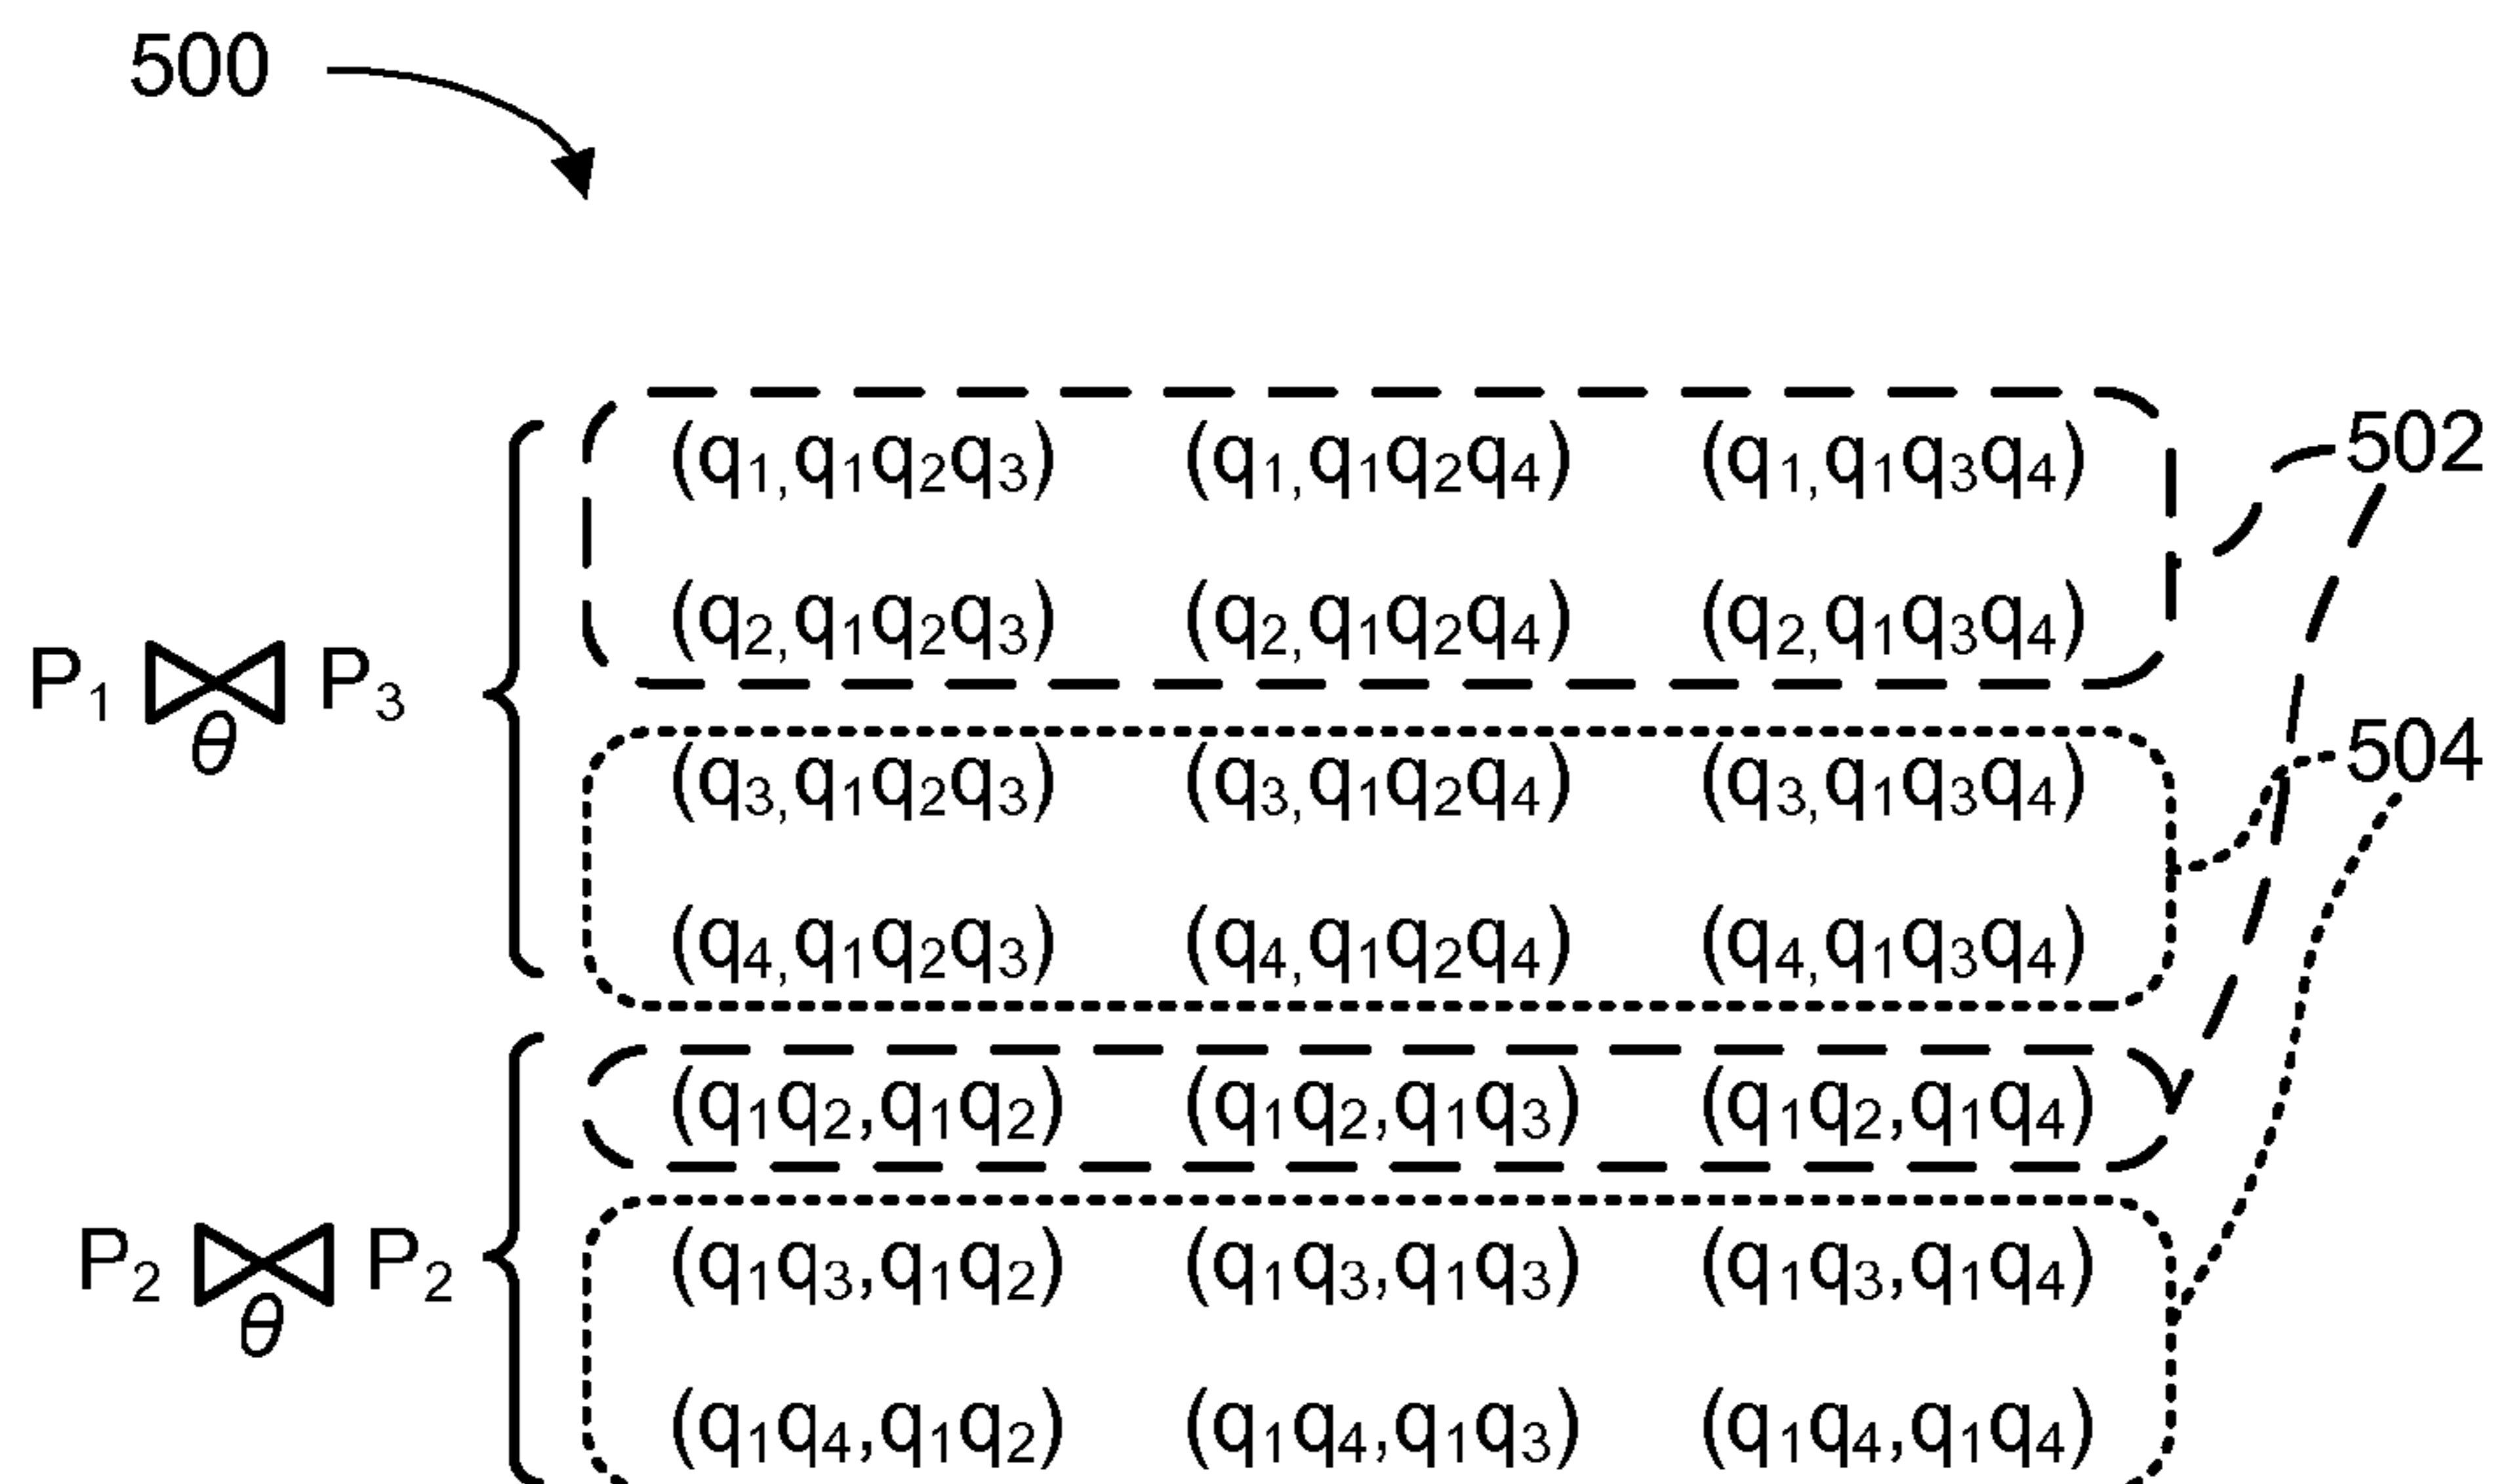 500
(q₁,q₁q₂q₃) (q₁,q₁q₂q₄) (q₁,q₁q₃q₄) 502
(q₂,q₁q₂q₃) (q₂,q₁q₂q₄) (q₂,q₁q₃q₄)
P₁ ⋈θ P₃
(q₃,q₁q₂q₃) (q₃,q₁q₂q₄) (q₃,q₁q₃q₄) 504
(q₄,q₁q₂q₃) (q₄,q₁q₂q₄) (q₄,q₁q₃q₄)
(q₁q₂,q₁q₂) (q₁q₂,q₁q₃) (q₁q₂,q₁q₄)
P₂ ⋈θ P₂ (q₁q₃,q₁q₂) (q₁q₃,q₁q₃) (q₁q₃,q₁q₄)
(q₁q₄,q₁q₂) (q₁q₄,q₁q₃) (q₁q₄,q₁q₄)